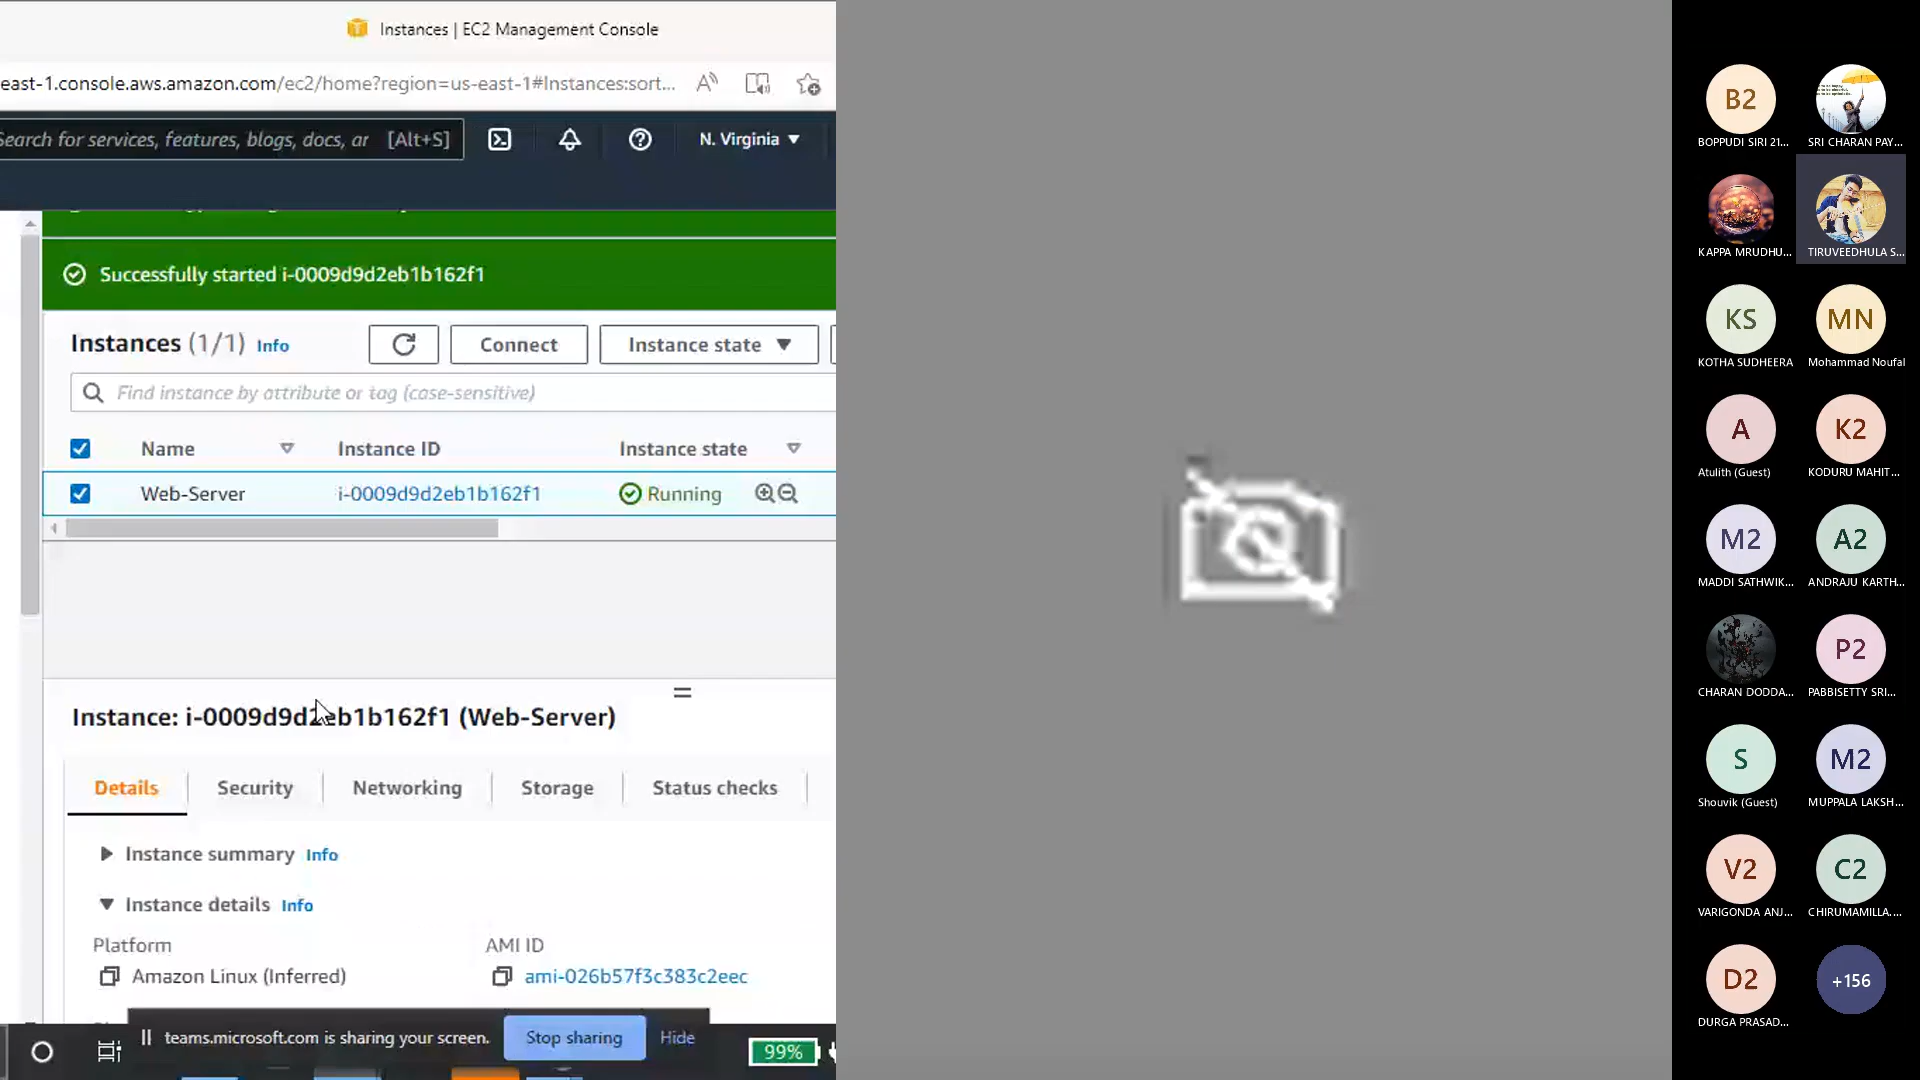 Instances | EC2 Management Console
east-1.console.aws.amazon.com/ec2/home?region=us-east-1#Instances:sort...
Search for services, features, blogs, docs, ar [Alt+S]
N. Virginia
Successfully started i-0009d9d2eb1b162f1
Instances (1/1) Info
Connect
Instance state
Find instance by attribute or tag (case-sensitive)
Name Instance ID Instance state
Web-Server i-0009d9d2eb1b162f1 Running
Instance: i-0009d9d2eb1b162f1 (Web-Server)
Details Security Networking Storage Status checks
Instance summary Info
Instance details Info
Platform AMI ID
Amazon Linux (Inferred) ami-026b57f3c383c2eec
teams.microsoft.com is sharing your screen. Stop sharing Hide
99%
B2
BOPPUDI SIRI 21... SRI CHARAN PAY...
KAPPA MRUDHU... TIRUVEEDHULA S...
KS MN
KOTHA SUDHEERA Mohammad Noufal
A K2
Atulith (Guest) KODURU MAHIT...
M2 A2
MADDI SATHWIK... ANDRAJU KARTH...
P2
CHARAN DODDA... PABBISETTY SRI...
S M2
Shouvik (Guest) MUPPALA LAKSH...
V2 C2
VARIGONDA ANJ... CHIRUMAMILLA...
D2 +156
DURGA PRASAD...